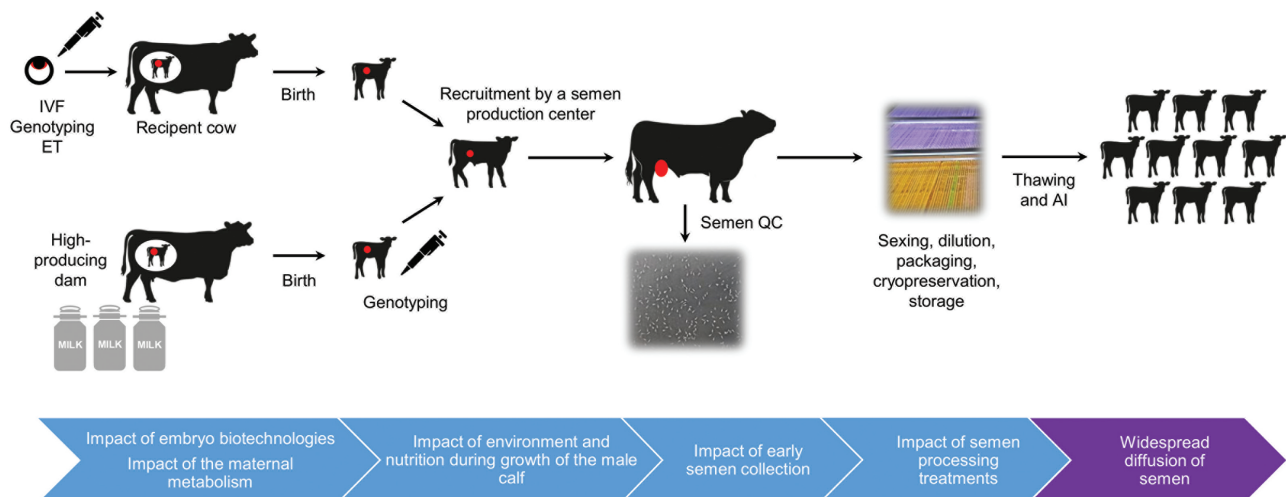 IVF
Genotyping
ET
Recipent cow
Birth
Recruitment by a semen
production center
Semen QC
Thawing
and AI
Sexing, dilution,
packaging,
cryopreservation,
storage
High-
producing
dam
MILK
MILK
MILK
Birth
Genotyping
Impact of embryo biotechnologies
Impact of the maternal
metabolism
Impact of environment and
nutrition during growth of the male
calf
Impact of early
semen collection
Impact of semen
processing
treatments
Widespread
diffusion of
semen